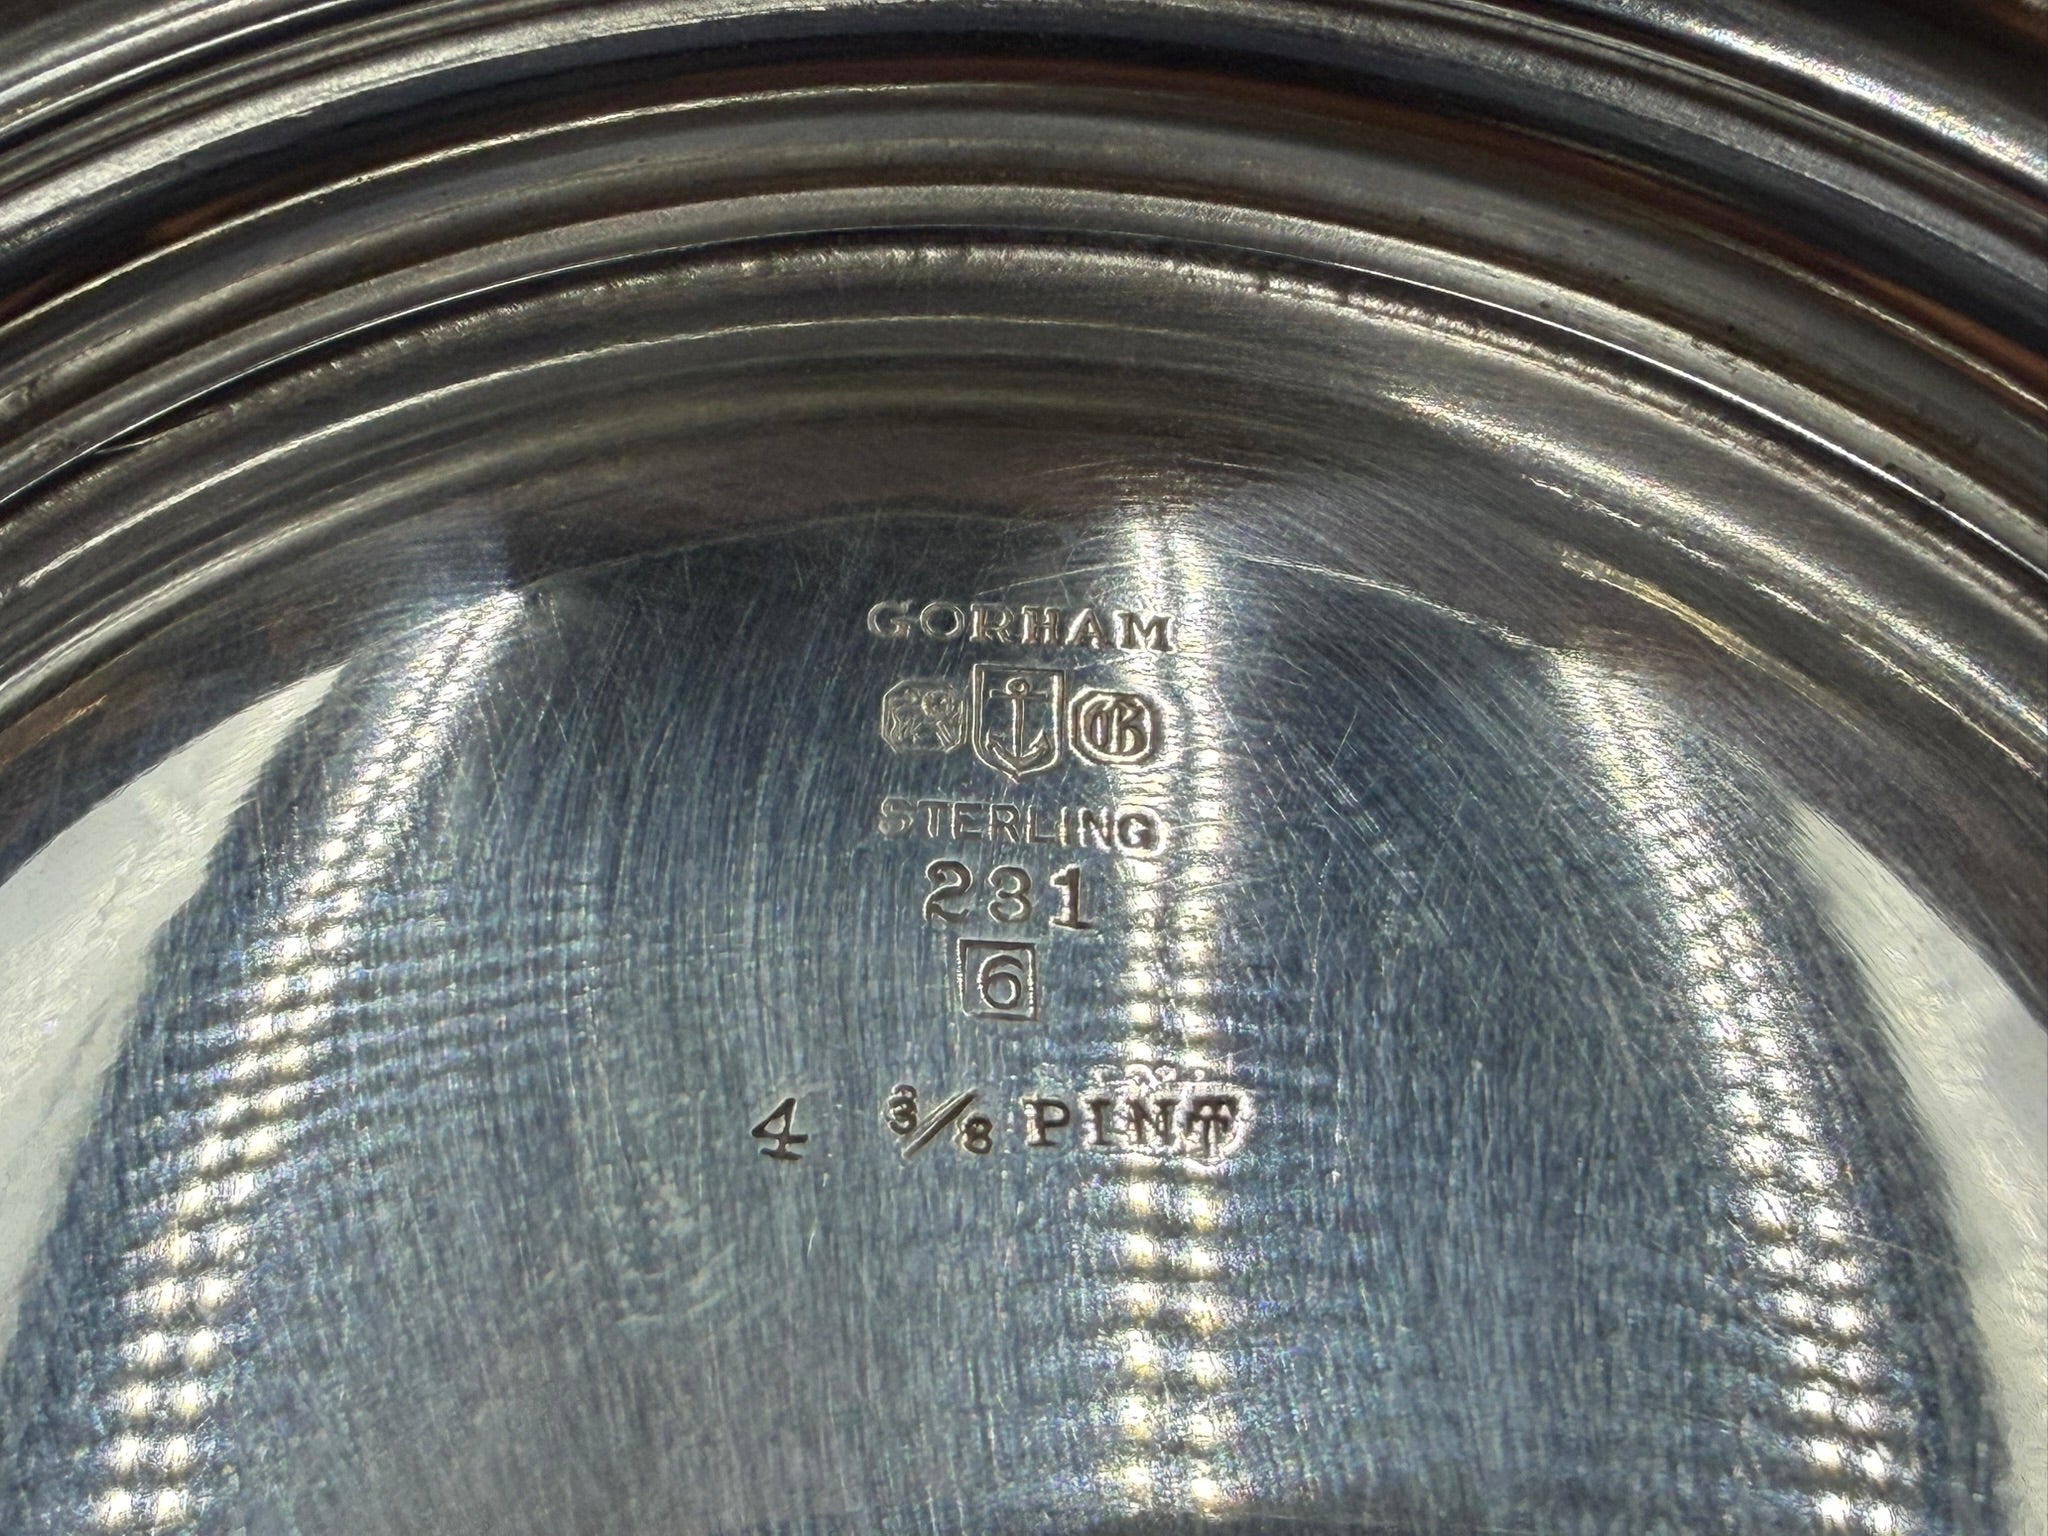 GORHAM
G
STERLING
231
6
4 3/8 PINT